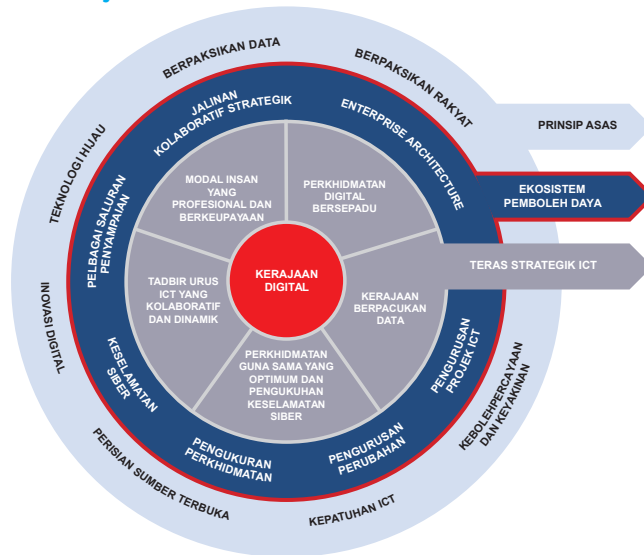 BERPAKSIKAN DATA
BERPAKSIKAN RAKYAT
TEKNOLOGI HIJAU
INOVASI DIGITAL
PERISIAN SUMBER TERBUKA
KEPATUHAN ICT
KEBOLEHPERCAYAAN
DAN KEYAKINAN
JALINAN
KOLABORATIF STRATEGIK
ENTERPRISE ARCHITECTURE
PELBAGAI SALURAN
PENYAMPAIAN
KESELAMATAN
SIBER
PENGUKURAN
PERKHIDMATAN
PENGURUSAN
PERUBAHAN
PENGURUSAN
PROJEK ICT
MODAL INSAN
YANG
PROFESIONAL DAN
BERKEUPAYAAN
PERKHIDMATAN
DIGITAL
BERSEPADU
TADBIR URUS
ICT YANG
KOLABORATIF
DAN DINAMIK
KERAJAAN
DIGITAL
KERAJAAN
BERPACUKAN
DATA
PERKHIDMATAN
GUNA SAMA YANG
OPTIMUM DAN
PENGUKUHAN
KESELAMATAN
SIBER
PRINSIP ASAS
EKOSISTEM
PEMBOLEH DAYA
TERAS STRATEGIK ICT